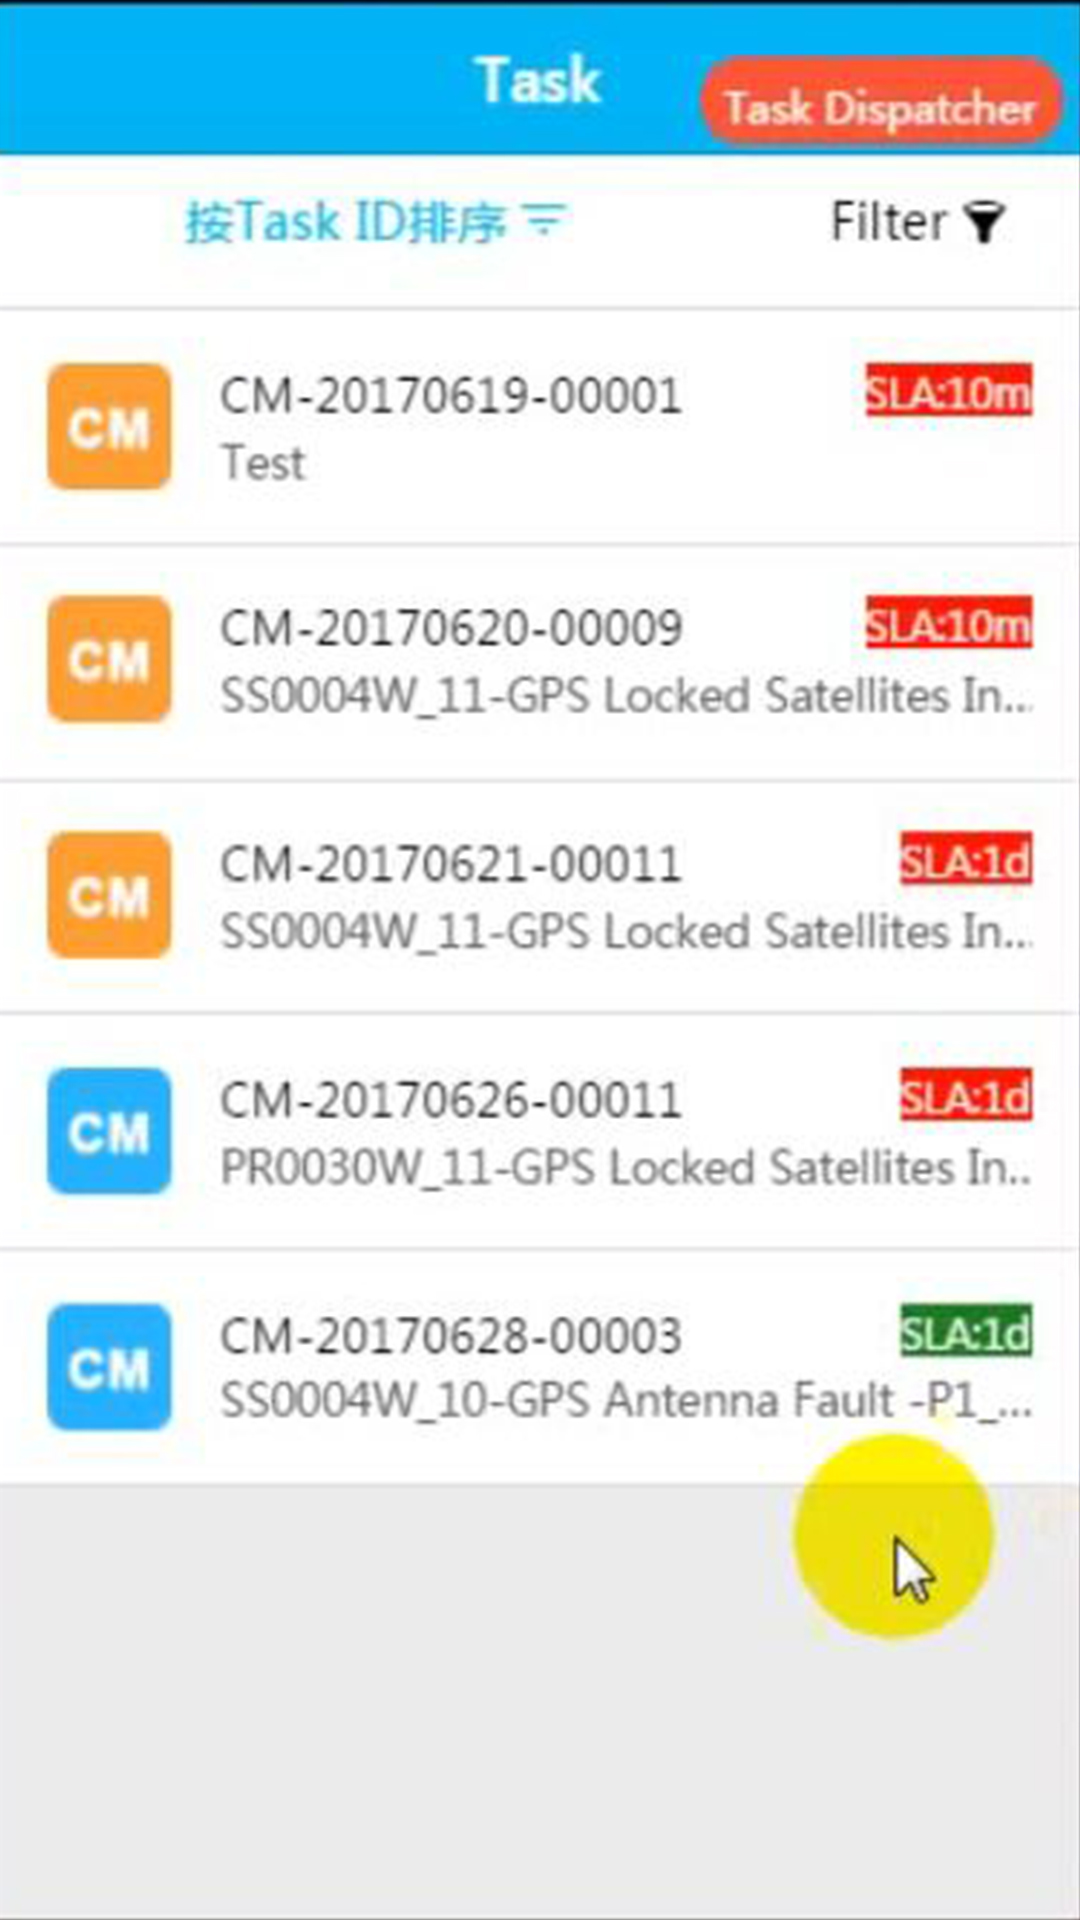 Task
Task Dispatcher
按Task ID排序
Filter
CM
CM-20170619-00001
SLA:10m
Test
CM
CM-20170620-00009
SLA:10m
SS0004W_11-GPS Locked Satellites In...
CM
CM-20170621-00011
SLA:1d
SS0004W_11-GPS Locked Satellites In...
CM
CM-20170626-00011
SLA:1d
PR0030W_11-GPS Locked Satellites In..
CM
CM-20170628-00003
SLA:1d
SS0004W_10-GPS Antenna Fault -P1_...